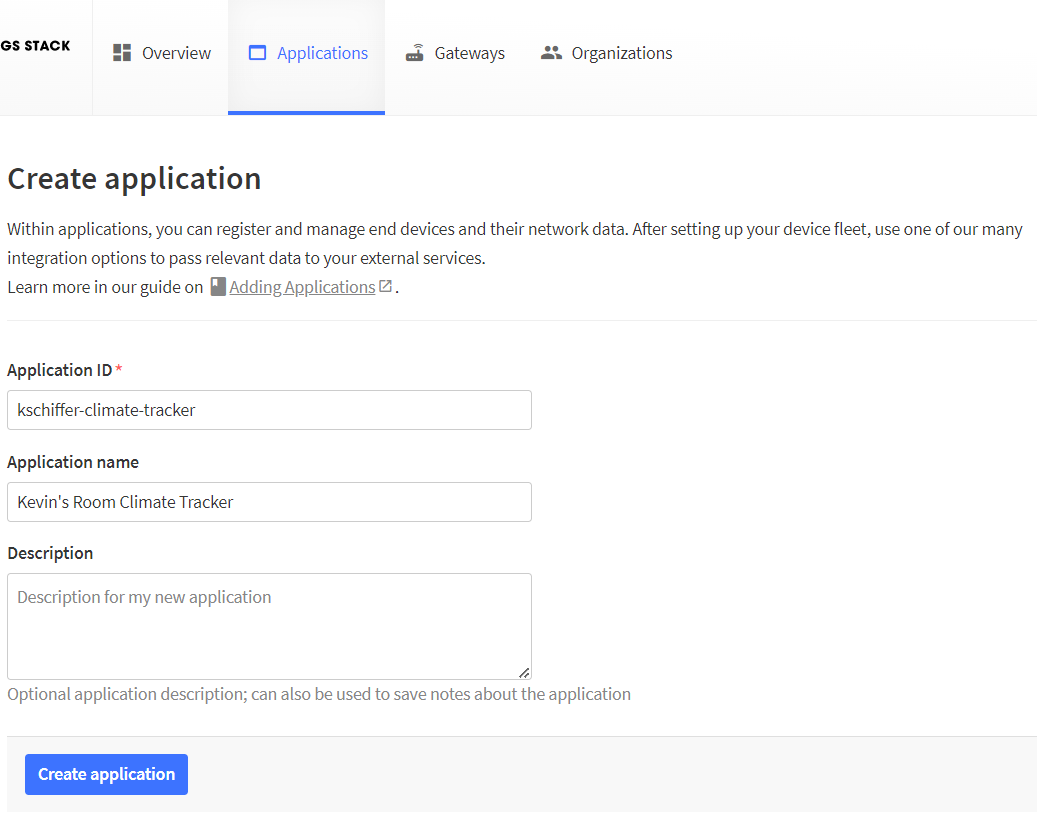 GS STACK
Overview
Applications
Gateways
Organizations
Create application
Within applications, you can register and manage end devices and their network data. After setting up your device fleet, use one of our many
integration options to pass relevant data to your external services.
Learn more in our guide on Adding Applications.
Application ID*
kschiffer-climate-tracker
Application name
Kevin's Room Climate Tracker
Description
Description for my new application
Optional application description; can also be used to save notes about the application
Create application